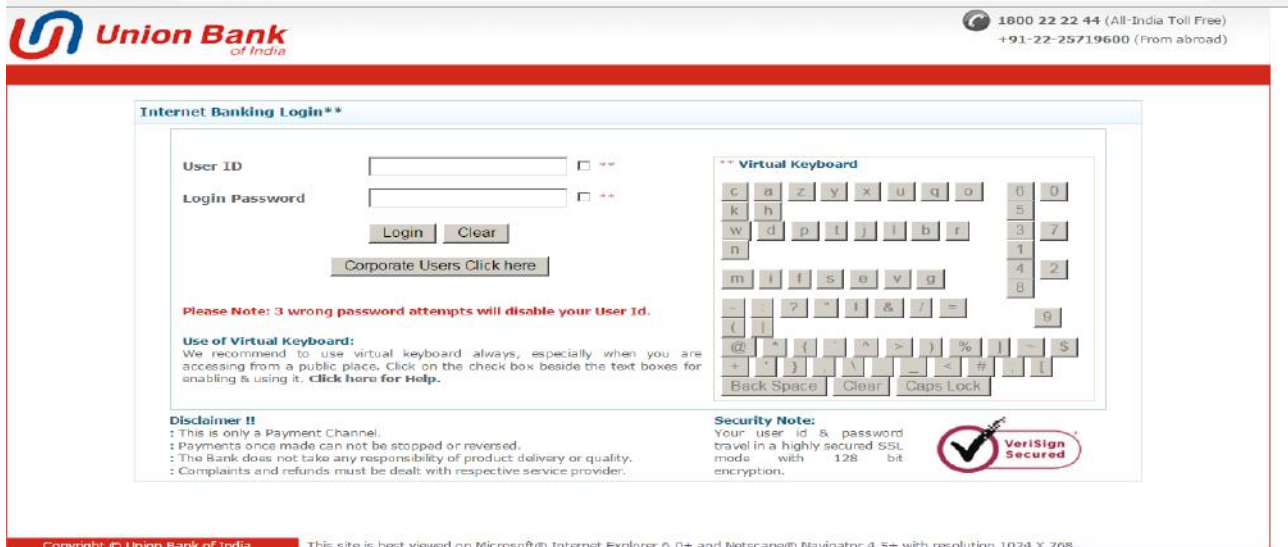 Union Bank
of India
1800 22 22 44 (All-India Toll Free)
+91-22-25719600 (From abroad)
Internet Banking Login**
User ID **
Login Password **
Login Clear
Corporate Users Click here
Please Note: 3 wrong password attempts will disable your User Id.
Use of Virtual Keyboard:
We recommend to use virtual keyboard always, especially when you are
accessing from a public place. Click on the check box beside the text boxes for
enabling & using it. Click here for Help.
** Virtual Keyboard
c a z y x u q o 6 0
k h 5
w d p t j l b r 3 7
n 1
m i f s e v g 4 2
8
- : ? " ! & / =
( | 9
@ * { ` ^ > ) % ] ~ $
+ ' } , \ . _ < # , [
Back Space Clear Caps Lock
Disclaimer !!
: This is only a Payment Channel.
: Payments once made can not be stopped or reversed.
: The Bank does not take any responsibility of product delivery or quality.
: Complaints and refunds must be dealt with respective service provider.
Security Note:
Your user id & password
travel in a highly secured SSL
mode with 128 bit
encryption.
VeriSign
Secured
Copyright © Union Bank of India
This site is best viewed on Microsoft® Internet Explorer 6.0+ and Netscape® Navigator 4.5+ with resolution 1024 X 768